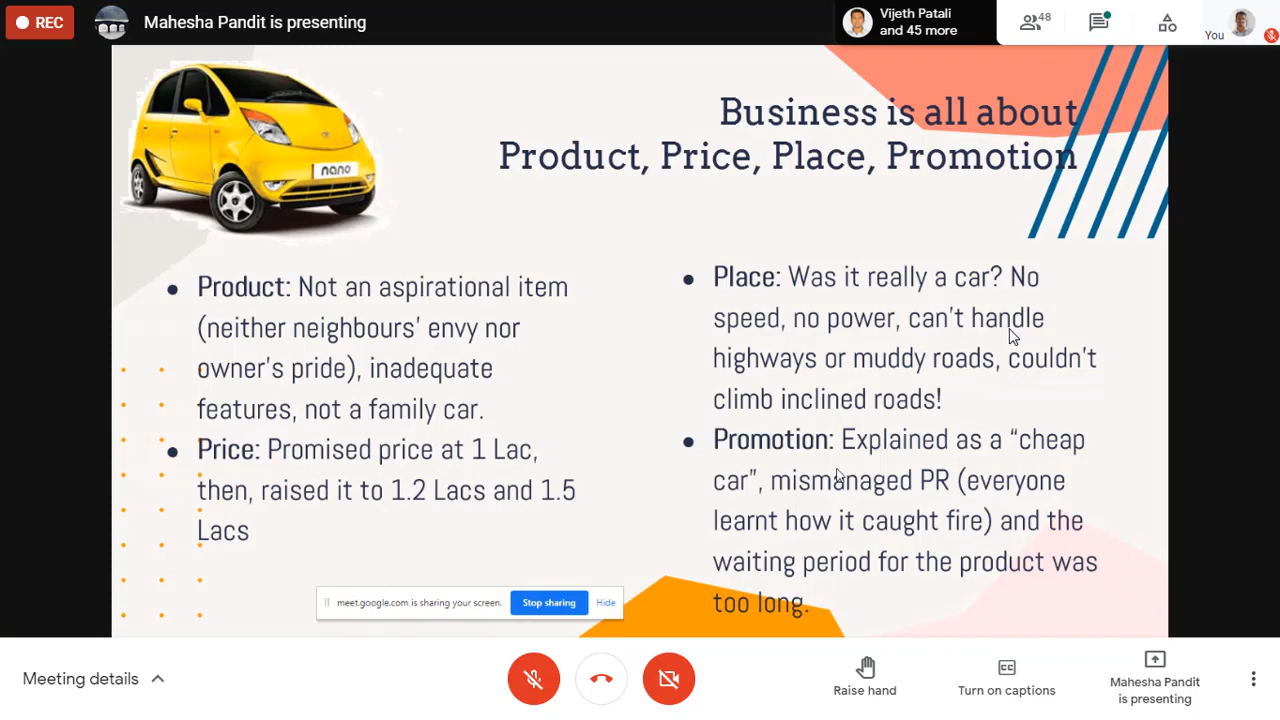 REC
Mahesha Pandit is presenting
Vijeth Patali
and 45 more
48
You
nano
Business is all about
Product, Price, Place, Promotion
Product: Not an aspirational item
(neither neighbours' envy nor
owner's pride), inadequate
features, not a family car.
Price: Promised price at 1 Lac,
then, raised it to 1.2 Lacs and 1.5
Lacs
Place: Was it really a car? No
speed, no power, can't handle
highways or muddy roads, couldn't
climb inclined roads!
Promotion: Explained as a “cheap
car”, mismanaged PR (everyone
learnt how it caught fire) and the
waiting period for the product was
too long.
meet.google.com is sharing your screen.
Stop sharing
Hide
Meeting details
Raise hand
CC
Turn on captions
Mahesha Pandit
is presenting